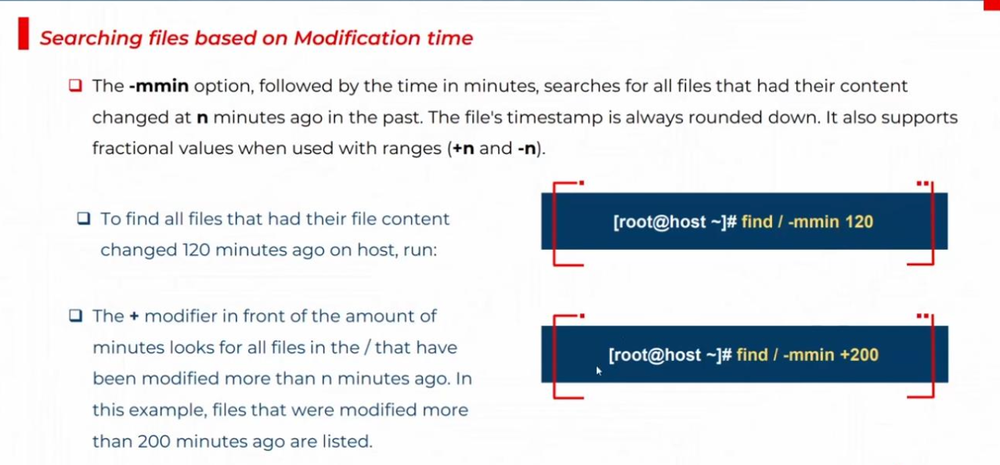 Searching files based on Modification time
The -mmin option, followed by the time in minutes, searches for all files that had their content
changed at n minutes ago in the past. The file's timestamp is always rounded down. It also supports
fractional values when used with ranges (+n and -n).
To find all files that had their file content
changed 120 minutes ago on host, run:
[root@host ~]# find / -mmin 120
The + modifier in front of the amount of
minutes looks for all files in the / that have
been modified more than n minutes ago. In
this example, files that were modified more
than 200 minutes ago are listed.
[root@host ~]# find / -mmin +200